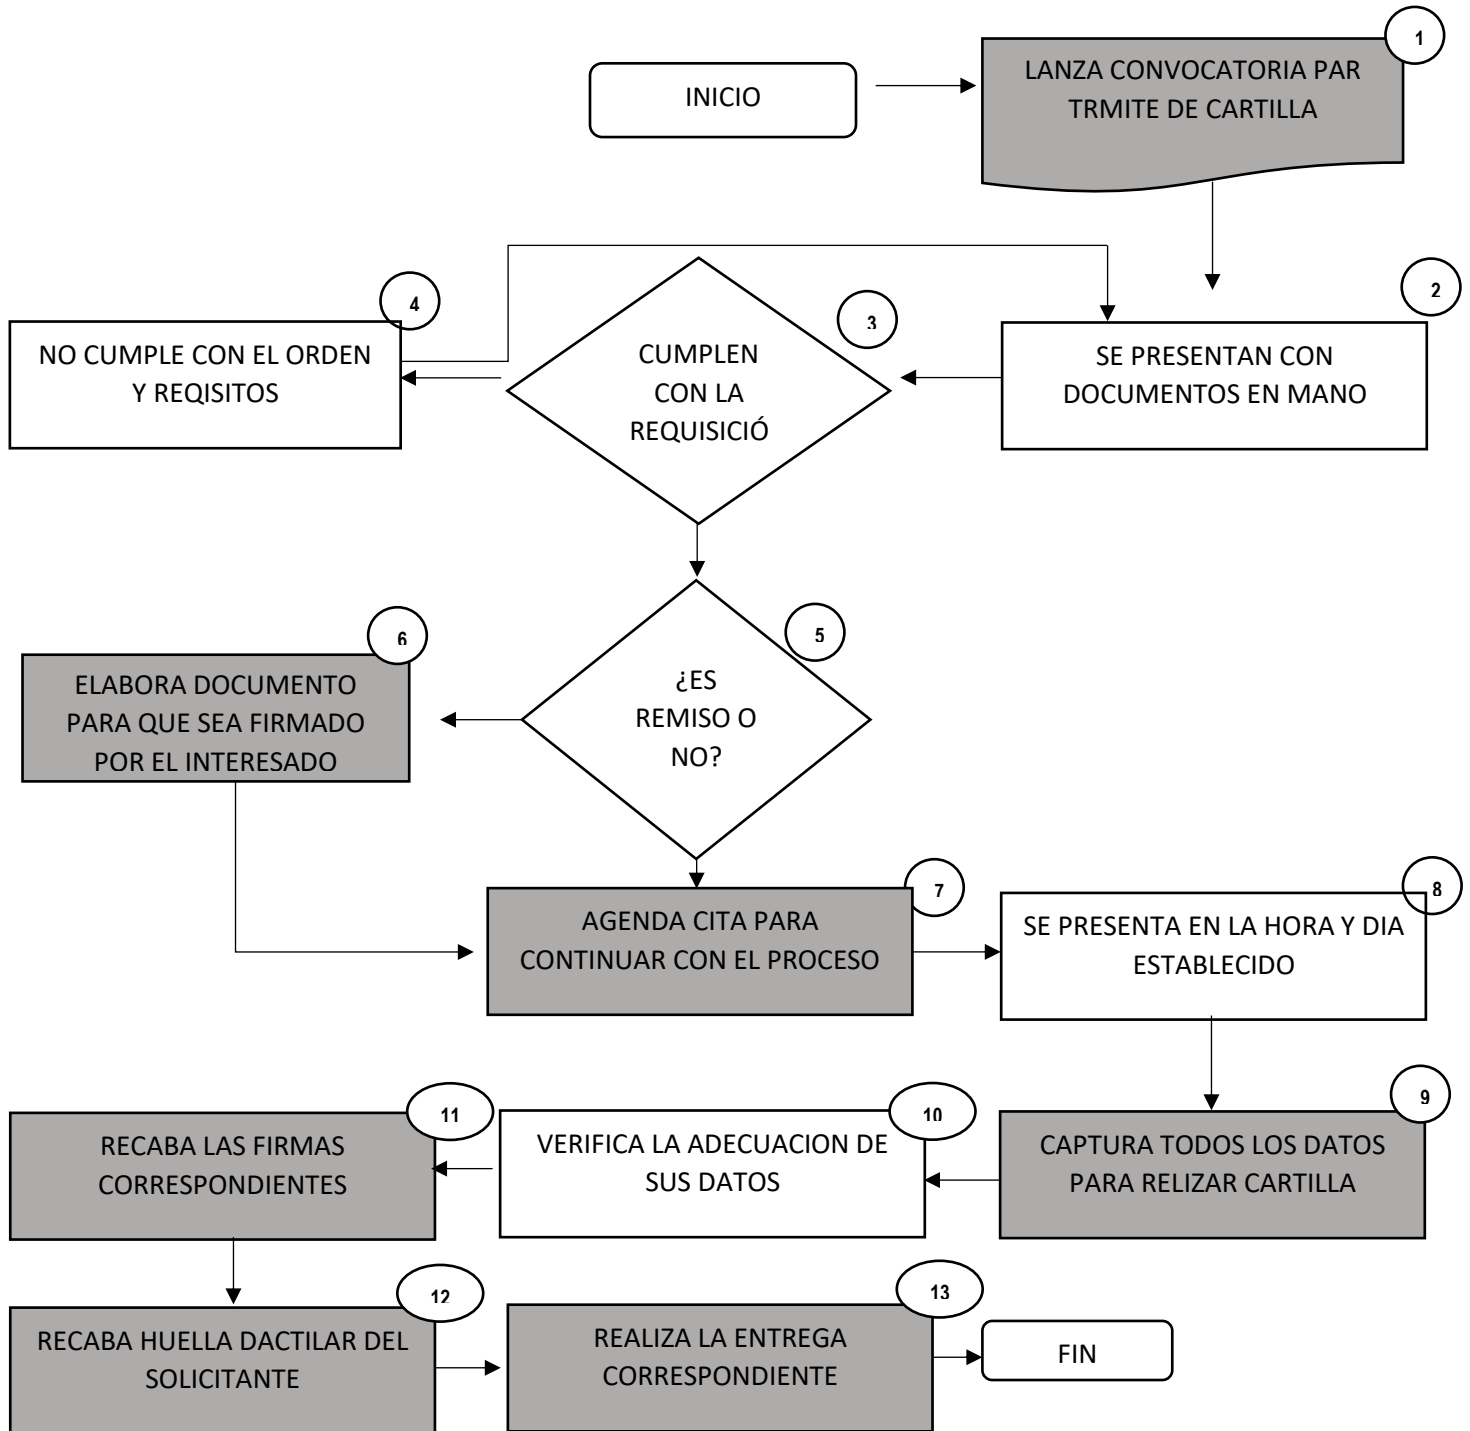 INICIO
1
LANZA CONVOCATORIA PAR
TRMITE DE CARTILLA
2
SE PRESENTAN CON
DOCUMENTOS EN MANO
3
CUMPLEN
CON LA
REQUISICIÓ
4
NO CUMPLE CON EL ORDEN
Y REQISITOS
5
¿ES
REMISO O
NO?
6
ELABORA DOCUMENTO
PARA QUE SEA FIRMADO
POR EL INTERESADO
7
AGENDA CITA PARA
CONTINUAR CON EL PROCESO
8
SE PRESENTA EN LA HORA Y DIA
ESTABLECIDO
9
CAPTURA TODOS LOS DATOS
PARA RELIZAR CARTILLA
10
VERIFICA LA ADECUACION DE
SUS DATOS
11
RECABA LAS FIRMAS
CORRESPONDIENTES
12
RECABA HUELLA DACTILAR DEL
SOLICITANTE
13
REALIZA LA ENTREGA
CORRESPONDIENTE
FIN